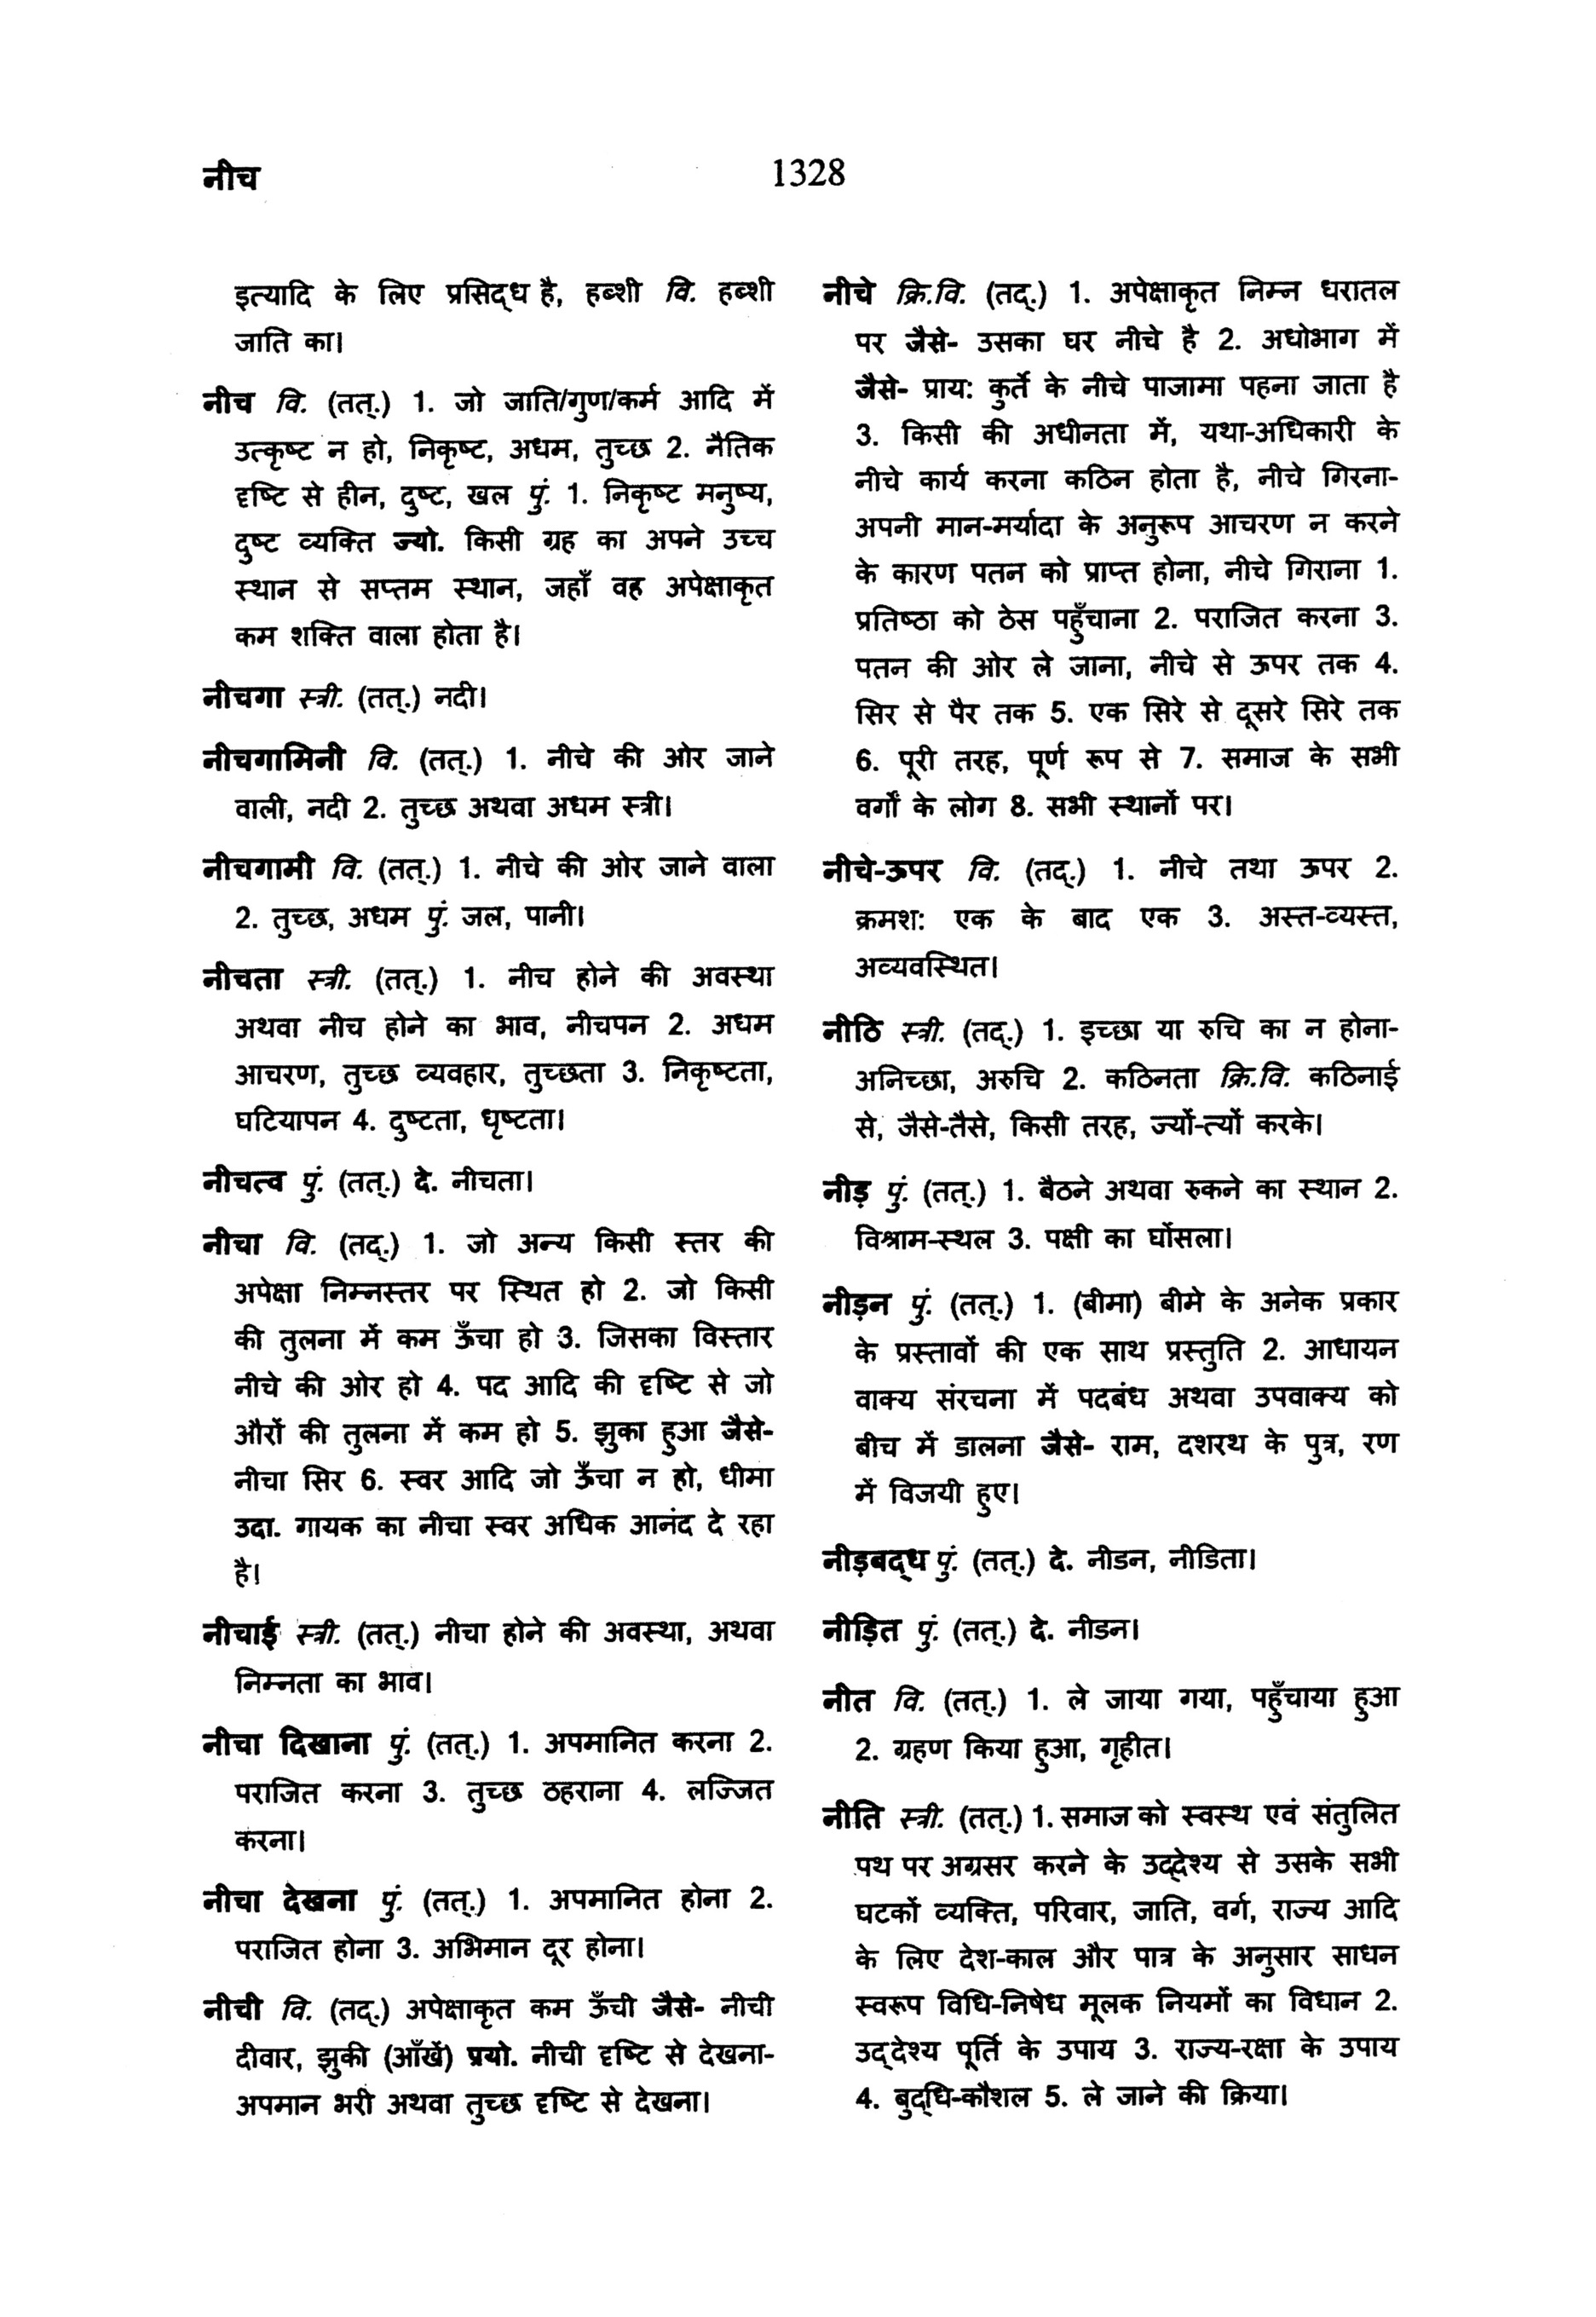 नीच
1328
इत्यादि के लिए प्रसिद्ध है, हब्शी वि. हब्शी
जाति का।
नीच वि. (तत्.) 1. जो जाति/गुण/कर्म आदि में
उत्कृष्ट न हो, निकृष्ट, अधम, तुच्छ 2. नैतिक
दृष्टि से हीन, दुष्ट, खल पुं. 1. निकृष्ट मनुष्य,
दुष्ट व्यक्ति ज्यो. किसी ग्रह का अपने उच्च
स्थान से सप्तम स्थान, जहाँ वह अपेक्षाकृत
कम शक्ति वाला होता है।
नीचगा स्त्री. (तत्.) नदी।
नीचगामिनी वि. (तत्.) 1. नीचे की ओर जाने
वाली, नदी 2. तुच्छ अथवा अधम स्त्री।
नीचगामी वि. (तत्.) 1. नीचे की ओर जाने वाला
2. तुच्छ, अधम पुं. जल, पानी।
नीचता स्त्री. (तत्.) 1. नीच होने की अवस्था
अथवा नीच होने का भाव, नीचपन 2. अधम
आचरण, तुच्छ व्यवहार, तुच्छता 3. निकृष्टता,
घटियापन 4. दुष्टता, धृष्टता।
नीचत्व पुं. (तत्.) दे. नीचता।
नीचा वि. (तद्.) 1. जो अन्य किसी स्तर की
अपेक्षा निम्नस्तर पर स्थित हो 2. जो किसी
की तुलना में कम ऊँचा हो 3. जिसका विस्तार
नीचे की ओर हो 4. पद आदि की दृष्टि से जो
औरों की तुलना में कम हो 5. झुका हुआ जैसे-
नीचा सिर 6. स्वर आदि जो ऊँचा न हो, धीमा
उदा. गायक का नीचा स्वर अधिक आनंद दे रहा
है।
नीचाई स्त्री. (तत्.) नीचा होने की अवस्था, अथवा
निम्नता का भाव।
नीचा दिखाना पुं. (तत्.) 1. अपमानित करना 2.
पराजित करना 3. तुच्छ ठहराना 4. लज्जित
करना।
नीचा देखना पुं. (तत्.) 1. अपमानित होना 2.
पराजित होना 3. अभिमान दूर होना।
नीची वि. (तद्.) अपेक्षाकृत कम ऊँची जैसे- नीची
दीवार, झुकी (आँखें) प्रयो. नीची दृष्टि से देखना-
अपमान भरी अथवा तुच्छ दृष्टि से देखना।
नीचे क्रि.वि. (तद्.) 1. अपेक्षाकृत निम्न धरातल
पर जैसे- उसका घर नीचे है 2. अधोभाग में
जैसे- प्राय: कुर्ते के नीचे पाजामा पहना जाता है
3. किसी की अधीनता में, यथा-अधिकारी के
नीचे कार्य करना कठिन होता है, नीचे गिरना-
अपनी मान-मर्यादा के अनुरूप आचरण न करने
के कारण पतन को प्राप्त होना, नीचे गिराना 1.
प्रतिष्ठा को ठेस पहुँचाना 2. पराजित करना 3.
पतन की ओर ले जाना, नीचे से ऊपर तक 4.
सिर से पैर तक 5. एक सिरे से दूसरे सिरे तक
6. पूरी तरह, पूर्ण रूप से 7. समाज के सभी
वर्गों के लोग 8. सभी स्थानों पर।
नीचे-ऊपर वि. (तद्.) 1. नीचे तथा ऊपर 2.
क्रमश: एक के बाद एक 3. अस्त-व्यस्त,
अव्यवस्थित।
नीठि स्त्री. (तद्.) 1. इच्छा या रुचि का न होना-
अनिच्छा, अरुचि 2. कठिनता क्रि.वि. कठिनाई
से, जैसे-तैसे, किसी तरह, ज्यों-त्यों करके।
नीड़ पुं. (तत्.) 1. बैठने अथवा रुकने का स्थान 2.
विश्राम-स्थल 3. पक्षी का घोंसला।
नीड़न पुं. (तत्.) 1. (बीमा) बीमे के अनेक प्रकार
के प्रस्तावों की एक साथ प्रस्तुति 2. आधायन
वाक्य संरचना में पदबंध अथवा उपवाक्य को
बीच में डालना जैसे- राम, दशरथ के पुत्र, रण
में विजयी हुए।
नीड़बद्ध पुं. (तत्.) दे. नीडन, नीडिता।
नीड़ित पुं. (तत्.) दे. नीडन।
नीत वि. (तत्.) 1. ले जाया गया, पहुँचाया हुआ
2. ग्रहण किया हुआ, गृहीत।
नीति स्त्री. (तत्.) 1. समाज को स्वस्थ एवं संतुलित
पथ पर अग्रसर करने के उद्देश्य से उसके सभी
घटकों व्यक्ति, परिवार, जाति, वर्ग, राज्य आदि
के लिए देश-काल और पात्र के अनुसार साधन
स्वरूप विधि-निषेध मूलक नियमों का विधान 2.
उद्देश्य पूर्ति के उपाय 3. राज्य-रक्षा के उपाय
4. बुद्धि-कौशल 5. ले जाने की क्रिया।